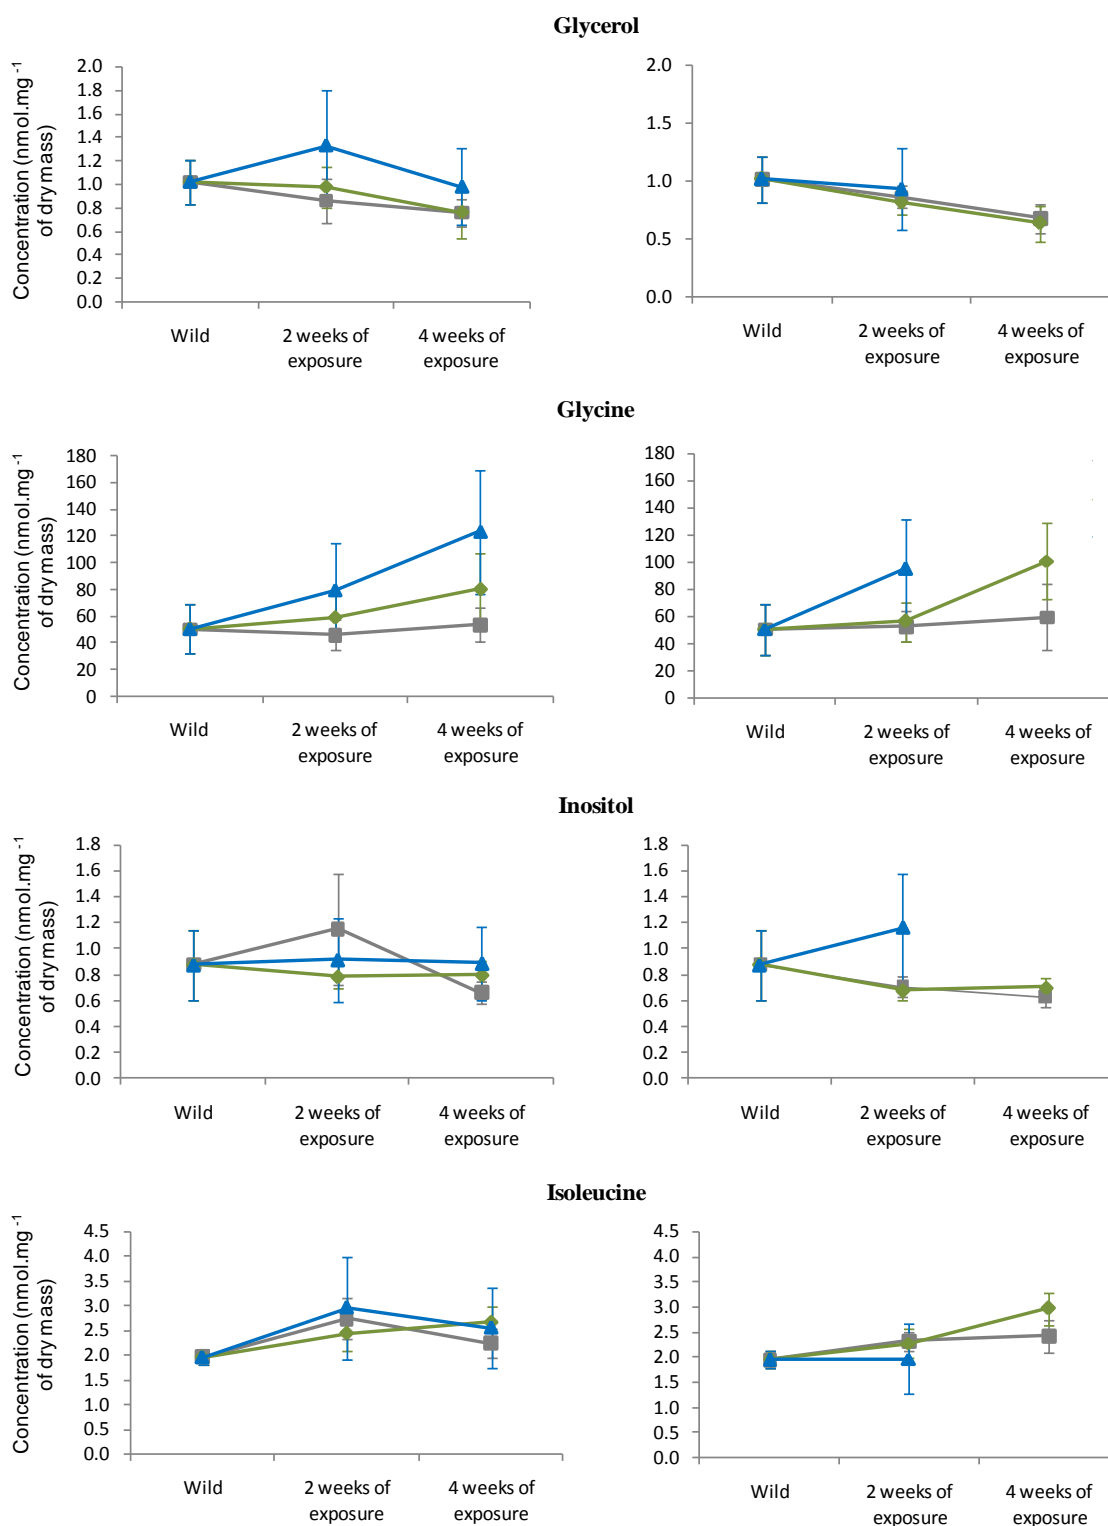 Glycerol
Concentration (nmol.mg⁻¹
of dry mass)
2.0
1.8
1.6
1.4
1.2
1.0
0.8
0.6
0.4
0.2
0.0
Wild
2 weeks of
exposure
4 weeks of
exposure
2.0
1.5
1.0
0.5
0.0
Wild
2 weeks of
exposure
4 weeks of
exposure
Glycine
Concentration (nmol.mg⁻¹
of dry mass)
180
160
140
120
100
80
60
40
20
0
Wild
2 weeks of
exposure
4 weeks of
exposure
180
160
140
120
100
80
60
40
20
0
Wild
2 weeks of
exposure
4 weeks of
exposure
Inositol
Concentration (nmol.mg⁻¹
of dry mass)
1.8
1.6
1.4
1.2
1.0
0.8
0.6
0.4
0.2
0.0
Wild
2 weeks of
exposure
4 weeks of
exposure
1.8
1.6
1.4
1.2
1.0
0.8
0.6
0.4
0.2
0.0
Wild
2 weeks of
exposure
4 weeks of
exposure
Isoleucine
Concentration (nmol.mg⁻¹
of dry mass)
4.5
4.0
3.5
3.0
2.5
2.0
1.5
1.0
0.5
0.0
Wild
2 weeks of
exposure
4 weeks of
exposure
4.5
4.0
3.5
3.0
2.5
2.0
1.5
1.0
0.5
0.0
Wild
2 weeks of
exposure
4 weeks of
exposure